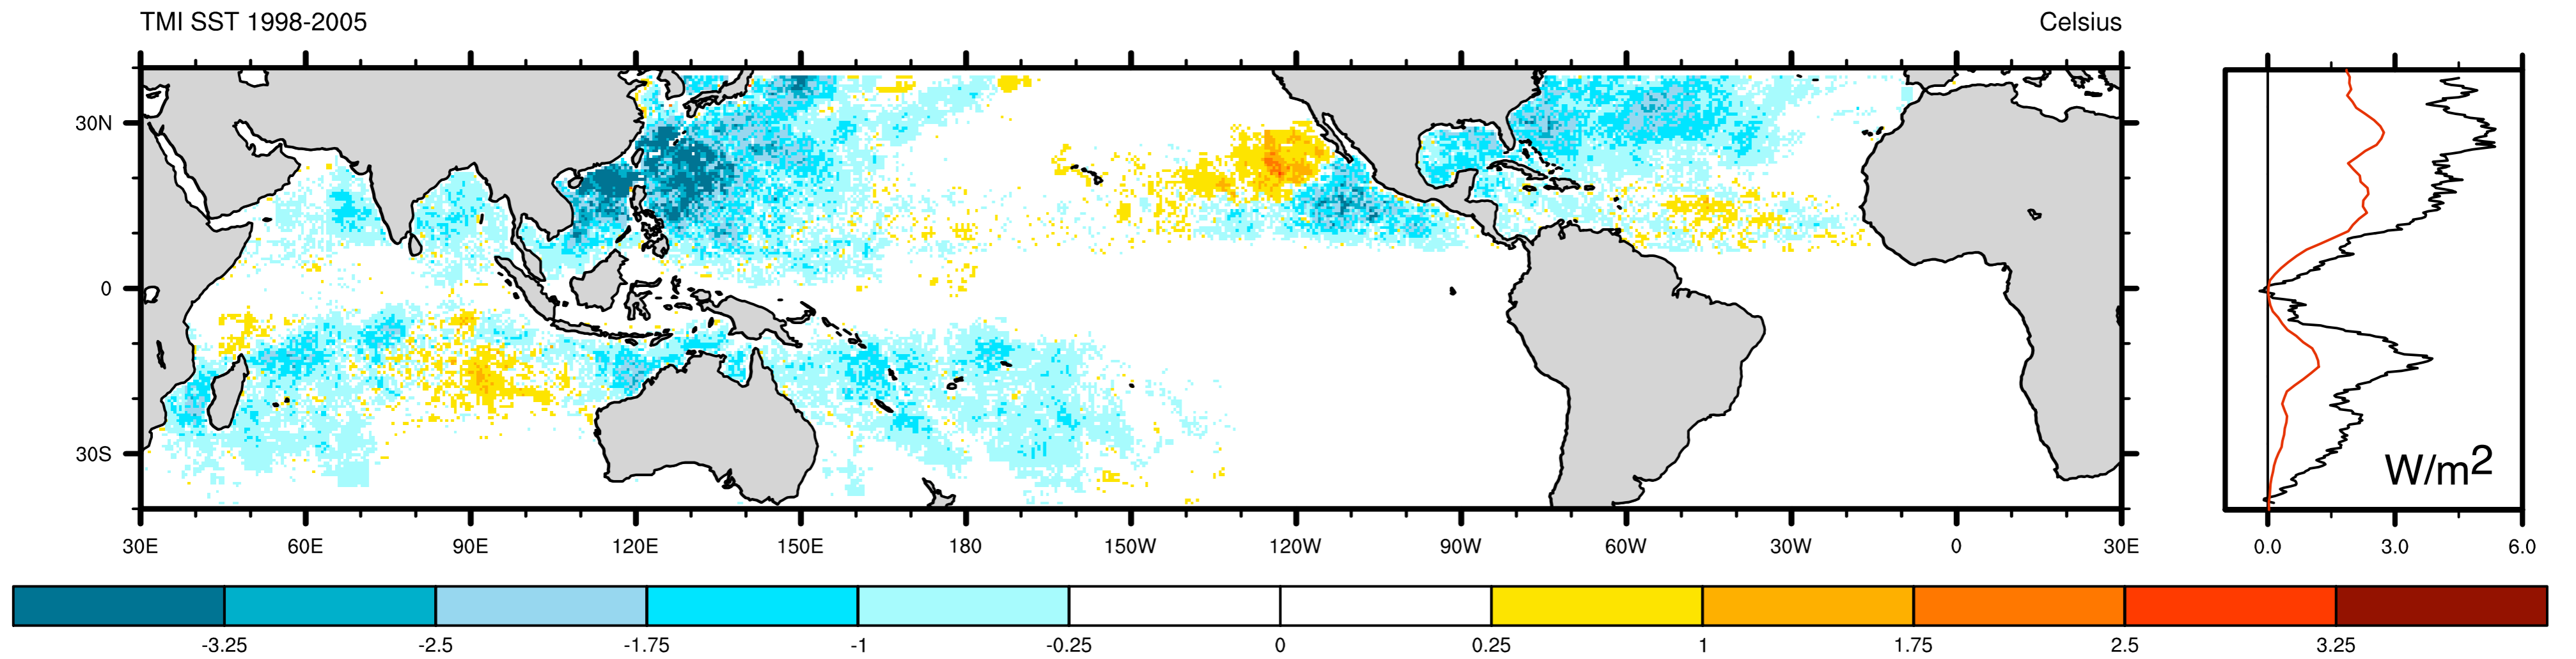 TMI SST 1998-2005 Celsius
30N
0
30S
30E 60E 90E 120E 150E 180 150W 120W 90W 60W 30W 0 30E
W/m2
0.0 3.0 6.0
-3.25 -2.5 -1.75 -1 -0.25 0 0.25 1 1.75 2.5 3.25